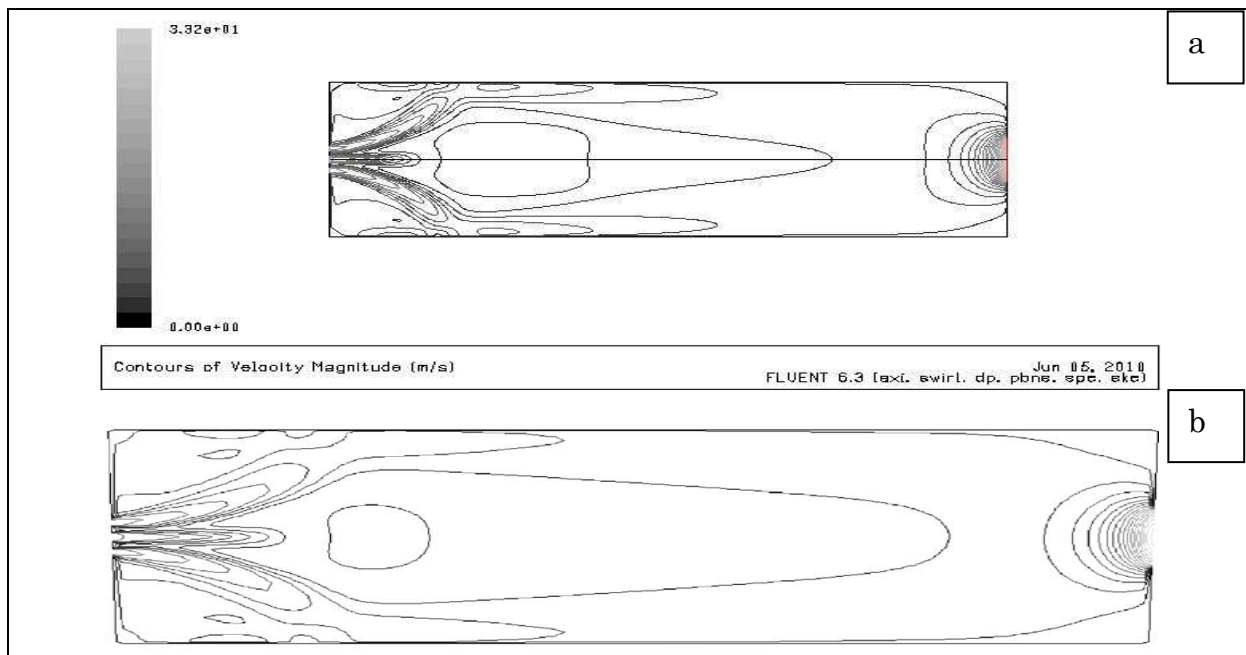 3.32e+01
a
0.00e+00
Contours of Velocity Magnitude (m/s)
Jun 05, 2010
FLUENT 6.3 (axi, swirl, dp, pbns, spe, ske)
b